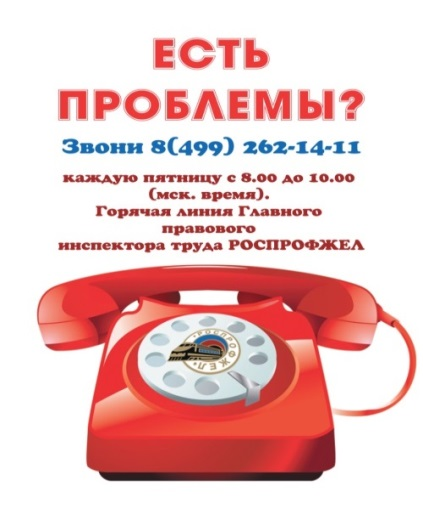 ЕСТЬ
ПРОБЛЕМЫ?
Звони 8(499) 262-14-11
каждую пятницу с 8.00 до 10.00
(мск. время).
Горячая линия Главного
правового
инспектора труда РОСПРОФЖЕЛ
РОСПРОФЖЕЛ